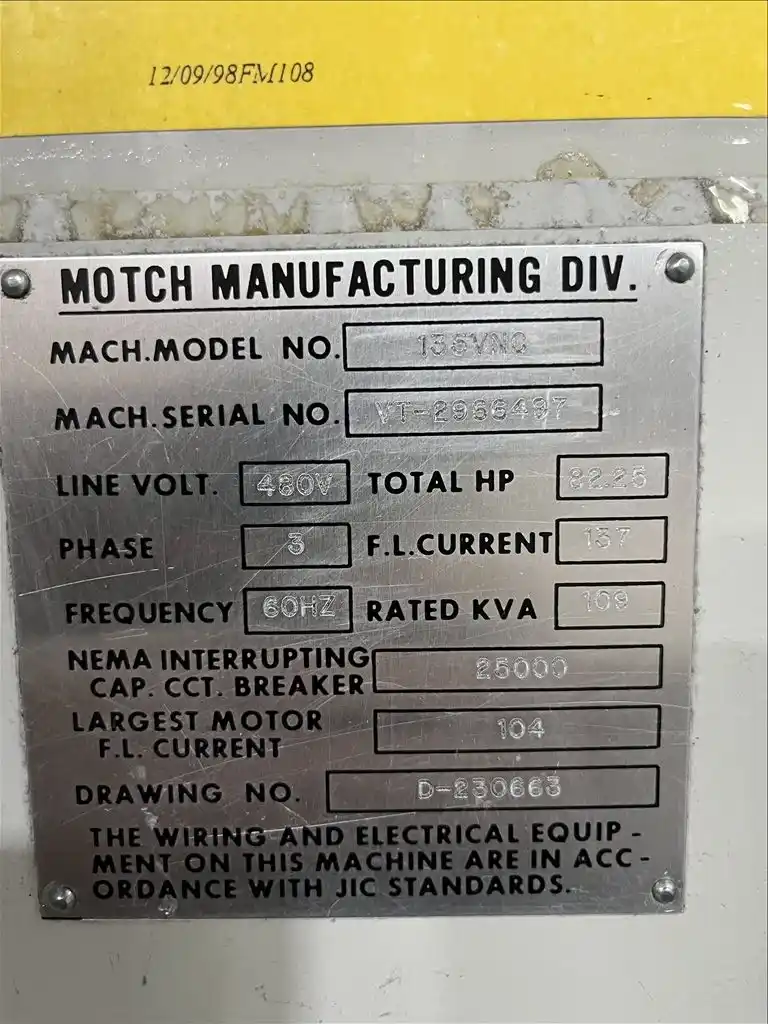 12/09/98FM108
MOTCH MANUFACTURING DIV.
MACH.MODEL NO. 135VNC
MACH.SERIAL NO. VT-2956497
LINE VOLT. 480V TOTAL HP 82.25
PHASE 3 F.L.CURRENT 137
FREQUENCY 60HZ RATED KVA 109
NEMA INTERRUPTING
CAP. CCT. BREAKER 25000
LARGEST MOTOR
F.L. CURRENT 104
DRAWING NO. D-230663
THE WIRING AND ELECTRICAL EQUIP-
MENT ON THIS MACHINE ARE IN ACC-
ORDANCE WITH JIC STANDARDS.